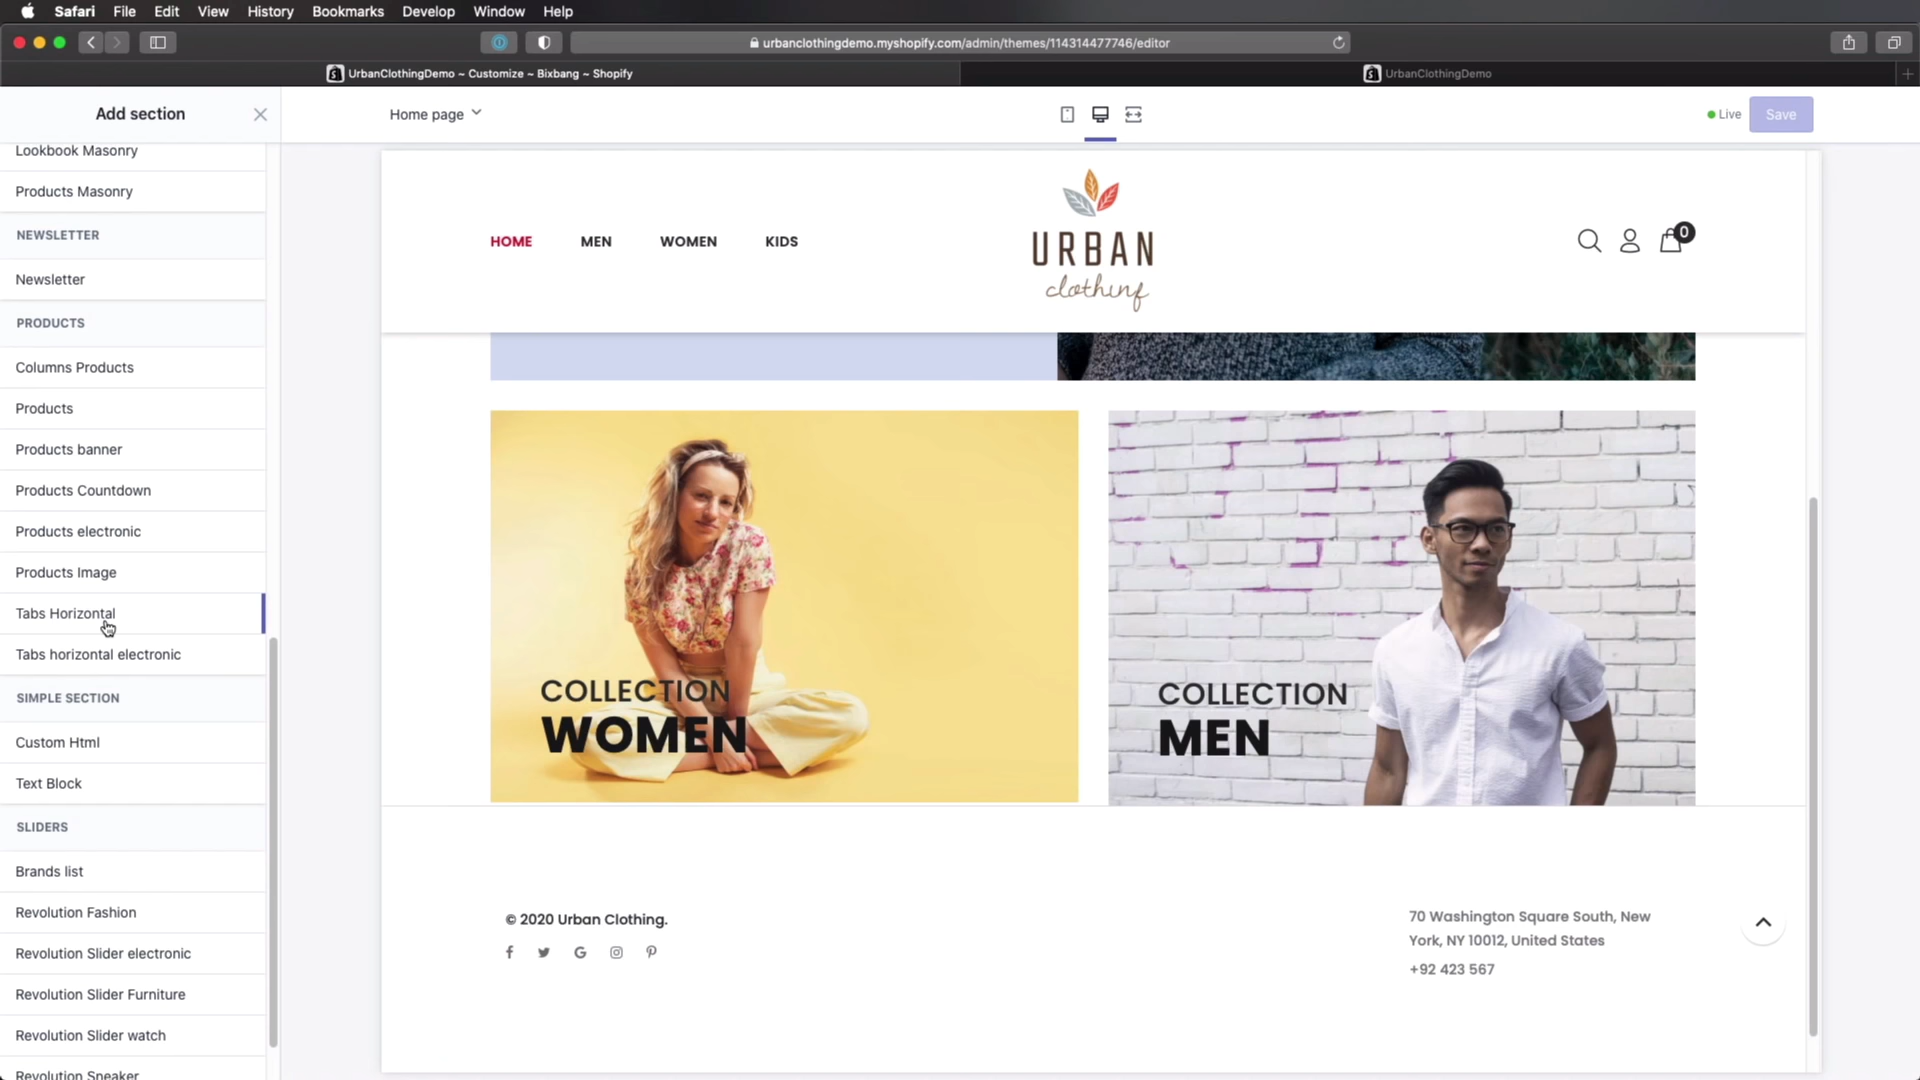 Safari File Edit View History Bookmarks Develop Window Help
urbanclothingdemo.myshopify.com/admin/themes/114314477746/editor
UrbanClothingDemo ~ Customize ~ Bixbang ~ Shopify
UrbanClothingDemo
Add section
Home page
Live
Save
Lookbook Masonry
Products Masonry
NEWSLETTER
Newsletter
PRODUCTS
Columns Products
Products
Products banner
Products Countdown
Products electronic
Products Image
Tabs Horizontal
Tabs horizontal electronic
SIMPLE SECTION
Custom Html
Text Block
SLIDERS
Brands list
Revolution Fashion
Revolution Slider electronic
Revolution Slider Furniture
Revolution Slider watch
Revolution Sneaker
HOME MEN WOMEN KIDS
URBAN
clothing
0
COLLECTION
WOMEN
COLLECTION
MEN
© 2020 Urban Clothing.
70 Washington Square South, New
York, NY 10012, United States
+92 423 567